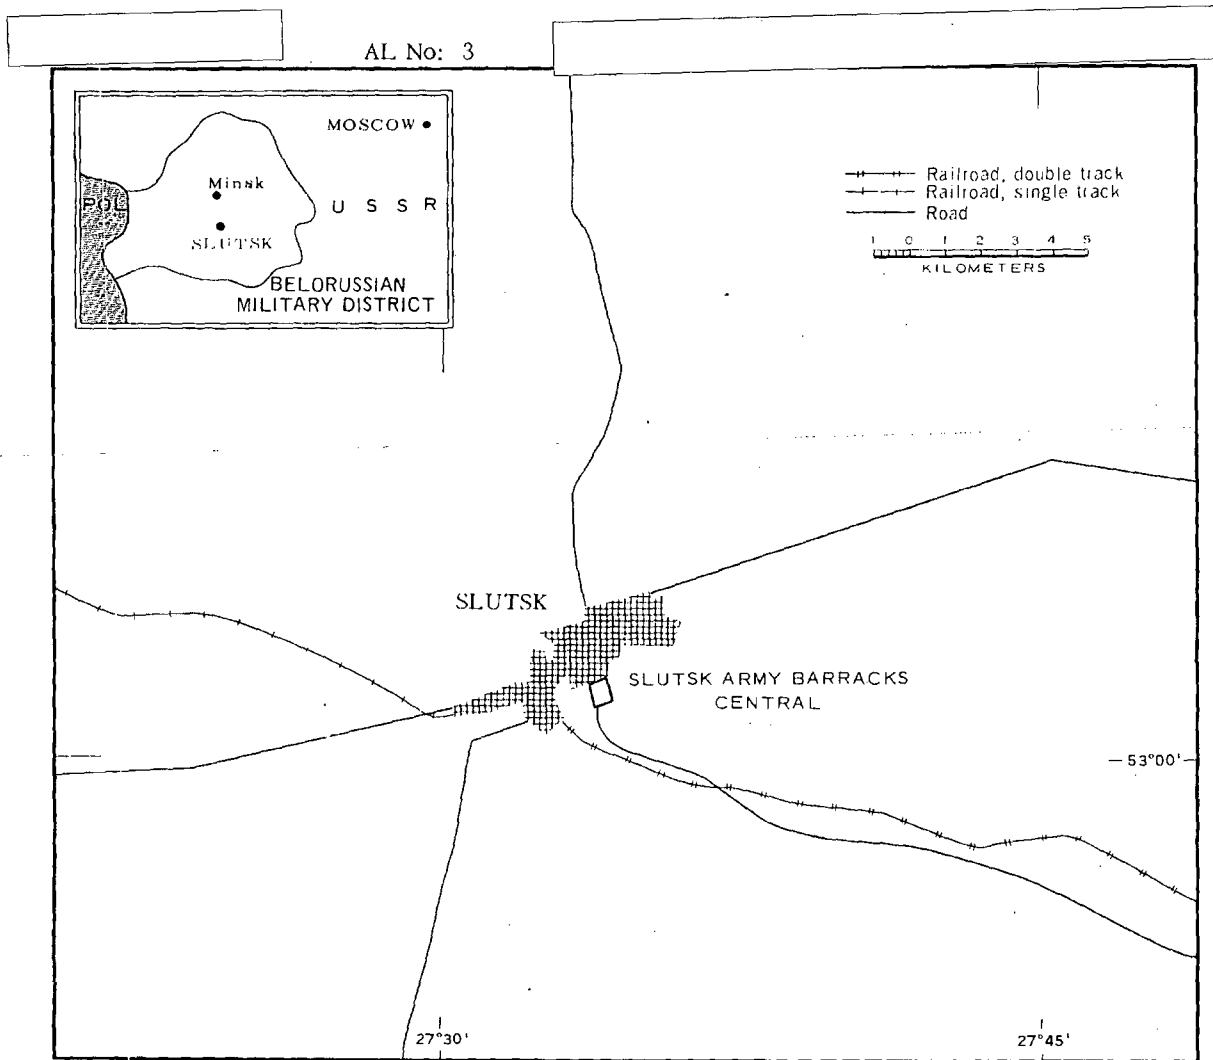 AL No: 3
MOSCOW
Minsk
POL
U S S R
SLUTSK
BELORUSSIAN
MILITARY DISTRICT
Railroad, double track
Railroad, single track
Road
1 0 1 2 3 4 5
KILOMETERS
SLUTSK
SLUTSK ARMY BARRACKS
CENTRAL
53°00'
27°30'
27°45'